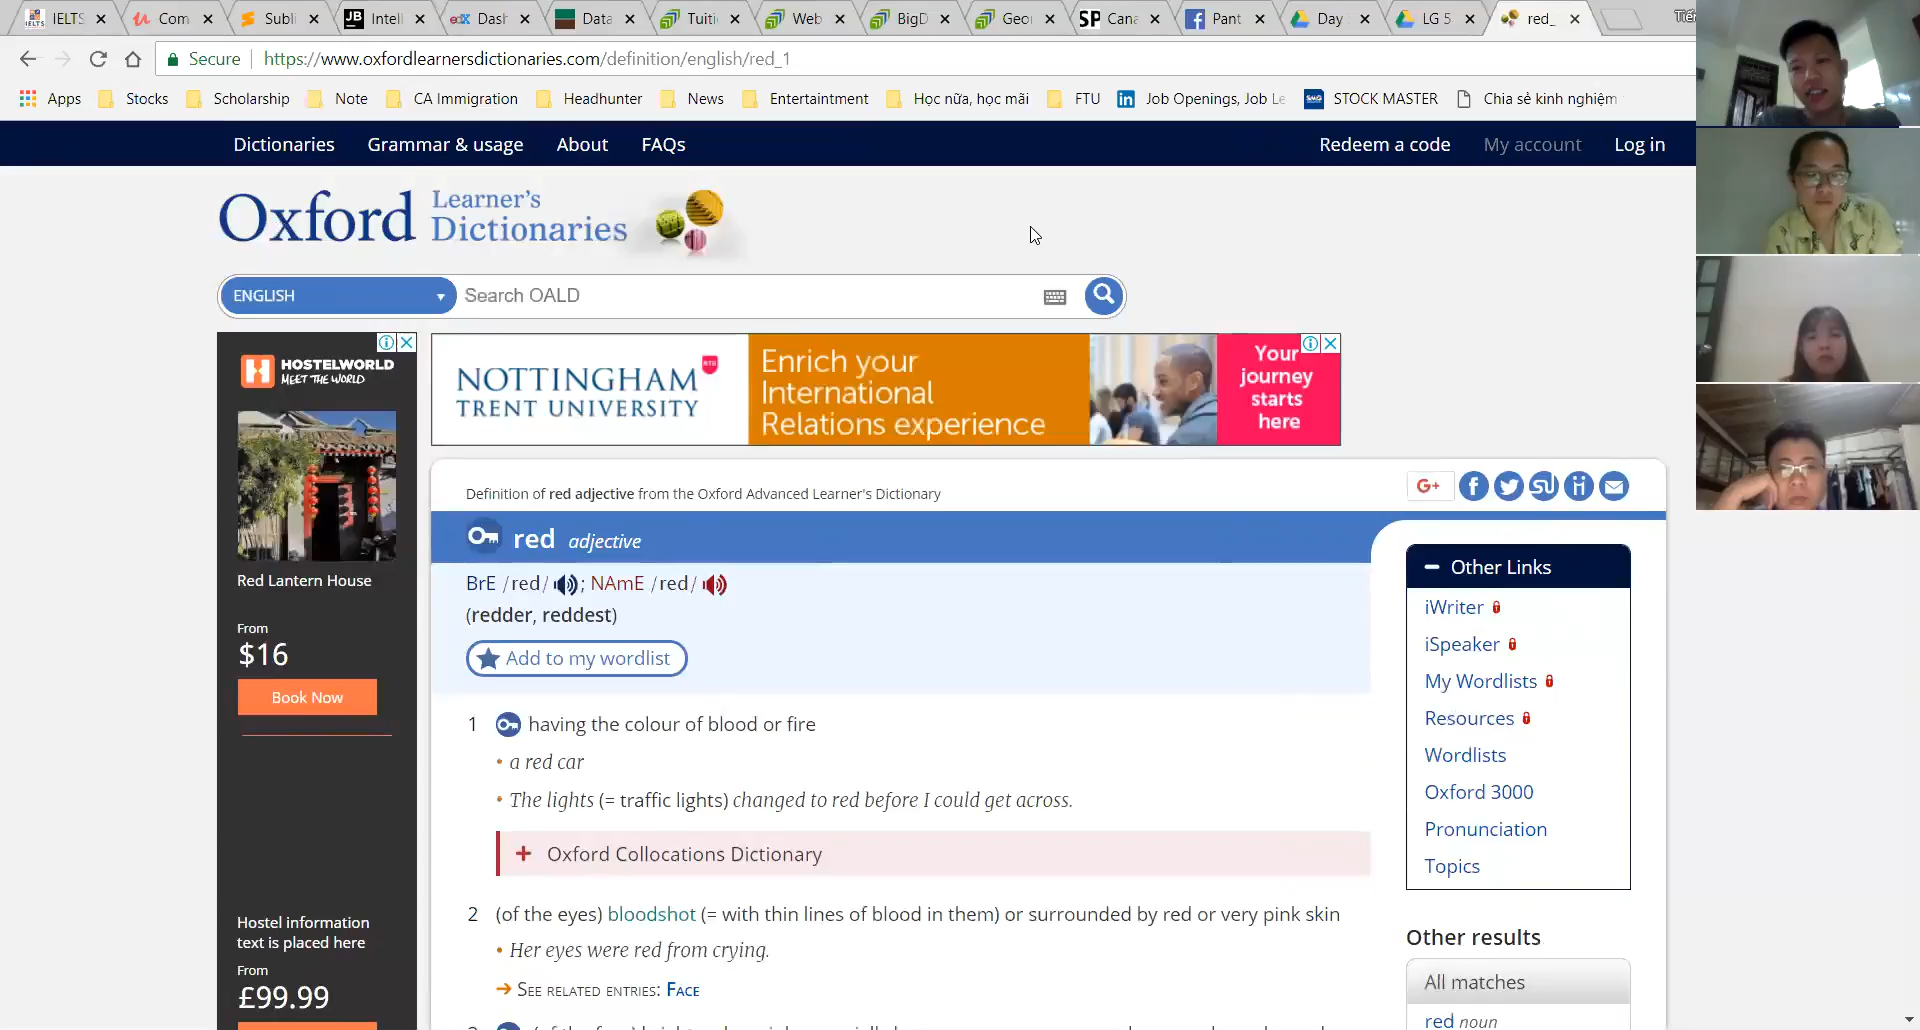 IELTS
Com
Subli
Intell
Dash
Data
Tuiti
Web
BigD
Geo
SP Cana
Pant
Day
LG 5
red_
Secure https://www.oxfordlearnersdictionaries.com/definition/english/red_1
Apps Stocks Scholarship Note CA Immigration Headhunter News Entertaintment Học nữa, học mãi FTU Job Openings, Job Le STOCK MASTER Chia sẻ kinh nghiệm
Dictionaries Grammar & usage About FAQs Redeem a code My account Log in
Oxford Learner's Dictionaries
ENGLISH Search OALD
HOSTELWORLD
MEET THE WORLD
Red Lantern House
From
$16
Book Now
Hostel information
text is placed here
From
£99.99
NOTTINGHAM
TRENT UNIVERSITY
Enrich your
International
Relations experience
Your
journey
starts
here
Definition of red adjective from the Oxford Advanced Learner's Dictionary
red adjective
BrE /red/ ; NAmE /red/
(redder, reddest)
Add to my wordlist
1 having the colour of blood or fire
• a red car
• The lights (= traffic lights) changed to red before I could get across.
+ Oxford Collocations Dictionary
2 (of the eyes) bloodshot (= with thin lines of blood in them) or surrounded by red or very pink skin
• Her eyes were red from crying.
→ SEE RELATED ENTRIES: FACE
G+
Other Links
iWriter
iSpeaker
My Wordlists
Resources
Wordlists
Oxford 3000
Pronunciation
Topics
Other results
All matches
red noun